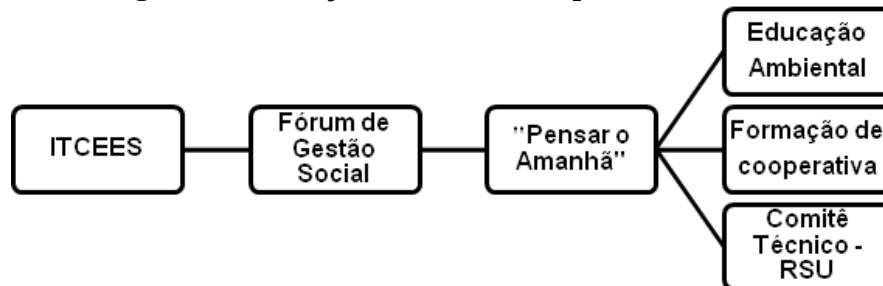 ITCEES
Fórum de
Gestão
Social
"Pensar o
Amanhã"
Educação
Ambiental
Formação de
cooperativa
Comitê
Técnico -
RSU